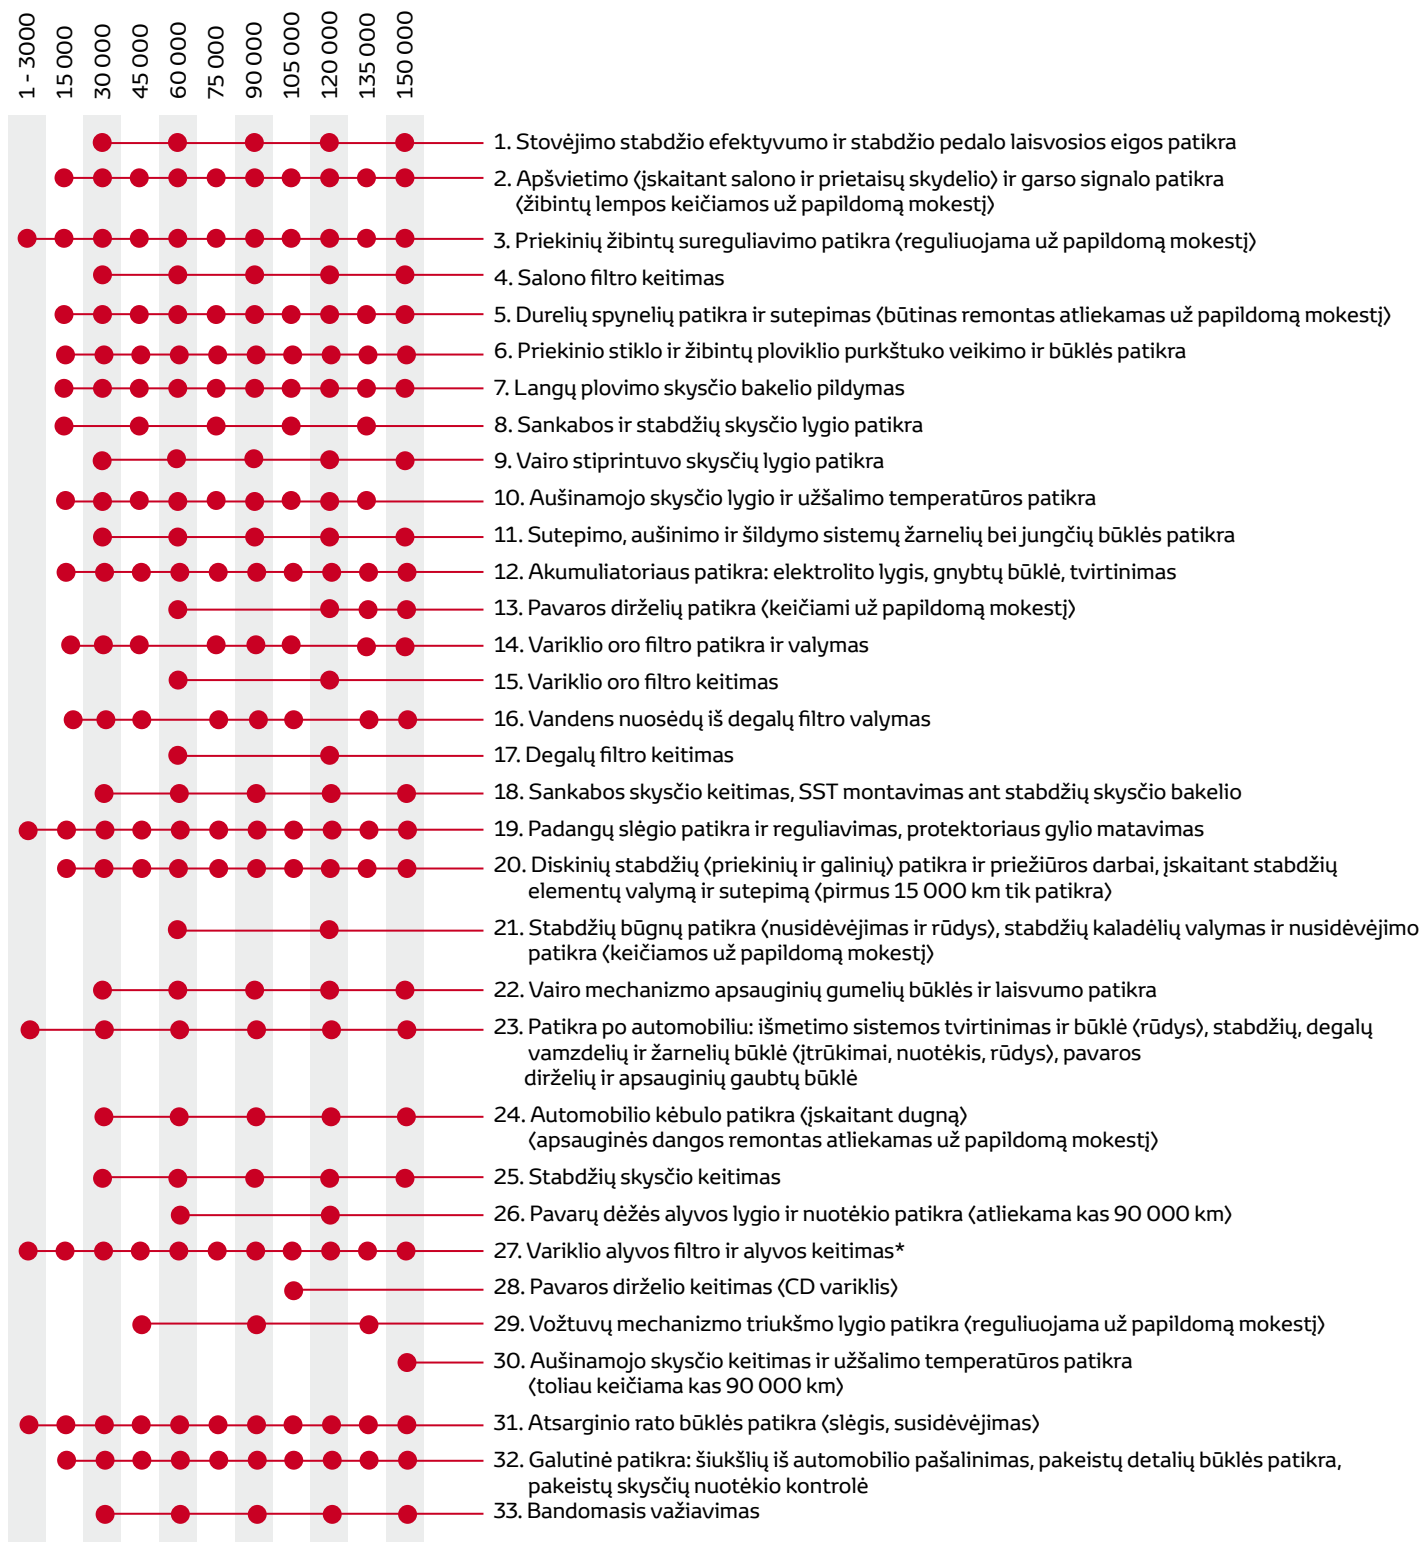 1 - 3000
15 000
30 000
45 000
60 000
75 000
90 000
105 000
120 000
135 000
150 000
1. Stovėjimo stabdžio efektyvumo ir stabdžio pedalo laisvosios eigos patikra
2. Apšvietimo (įskaitant salono ir prietaisų skydelio) ir garso signalo patikra
(žibintų lempos keičiamos už papildomą mokestį)
3. Priekinių žibintų sureguliavimo patikra (reguliuojama už papildomą mokestį)
4. Salono filtro keitimas
5. Durelių spynelių patikra ir sutepimas (būtinas remontas atliekamas už papildomą mokestį)
6. Priekinio stiklo ir žibintų ploviklio purkštuko veikimo ir būklės patikra
7. Langų plovimo skysčio bakelio pildymas
8. Sankabos ir stabdžių skysčio lygio patikra
9. Vairo stiprintuvo skysčių lygio patikra
10. Aušinamojo skysčio lygio ir užšalimo temperatūros patikra
11. Sutepimo, aušinimo ir šildymo sistemų žarnelių bei jungčių būklės patikra
12. Akumuliatoriaus patikra: elektrolito lygis, gnybtų būklė, tvirtinimas
13. Pavaros dirželių patikra (keičiami už papildomą mokestį)
14. Variklio oro filtro patikra ir valymas
15. Variklio oro filtro keitimas
16. Vandens nuosėdų iš degalų filtro valymas
17. Degalų filtro keitimas
18. Sankabos skysčio keitimas, SST montavimas ant stabdžių skysčio bakelio
19. Padangų slėgio patikra ir reguliavimas, protektoriaus gylio matavimas
20. Diskinių stabdžių (priekinių ir galinių) patikra ir priežiūros darbai, įskaitant stabdžių
elementų valymą ir sutepimą (pirmus 15 000 km tik patikra)
21. Stabdžių būgnų patikra (nusidėvėjimas ir rūdys), stabdžių kaladėlių valymas ir nusidėvėjimo
patikra (keičiamos už papildomą mokestį)
22. Vairo mechanizmo apsauginių gumelių būklės ir laisvumo patikra
23. Patikra po automobiliu: išmetimo sistemos tvirtinimas ir būklė (rūdys), stabdžių, degalų
vamzdelių ir žarnelių būklė (įtrūkimai, nuotėkis, rūdys), pavaros
dirželių ir apsauginių gaubtų būklė
24. Automobilio kėbulo patikra (įskaitant dugną)
(apsauginės dangos remontas atliekamas už papildomą mokestį)
25. Stabdžių skysčio keitimas
26. Pavarų dėžės alyvos lygio ir nuotėkio patikra (atliekama kas 90 000 km)
27. Variklio alyvos filtro ir alyvos keitimas*
28. Pavaros dirželio keitimas (CD variklis)
29. Vožtuvų mechanizmo triukšmo lygio patikra (reguliuojama už papildomą mokestį)
30. Aušinamojo skysčio keitimas ir užšalimo temperatūros patikra
(toliau keičiama kas 90 000 km)
31. Atsarginio rato būklės patikra (slėgis, susidėvėjimas)
32. Galutinė patikra: šiukšlių iš automobilio pašalinimas, pakeistų detalių būklės patikra,
pakeistų skysčių nuotėkio kontrolė
33. Bandomasis važiavimas